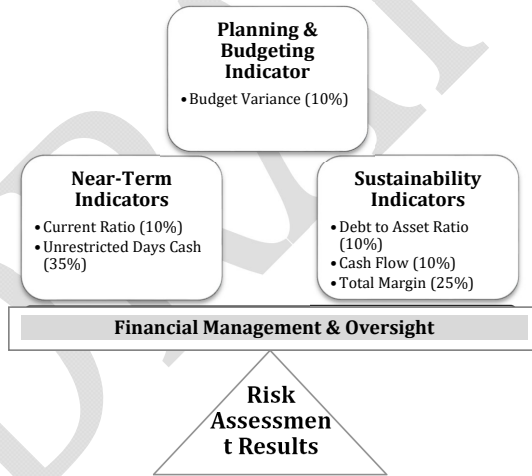 Planning &
Budgeting
Indicator
•Budget Variance (10%)
Near-Term
Indicators
•Current Ratio (10%)
•Unrestricted Days Cash
(35%)
Sustainability
Indicators
•Debt to Asset Ratio
(10%)
•Cash Flow (10%)
•Total Margin (25%)
Financial Management & Oversight
Risk
Assessmen
t Results